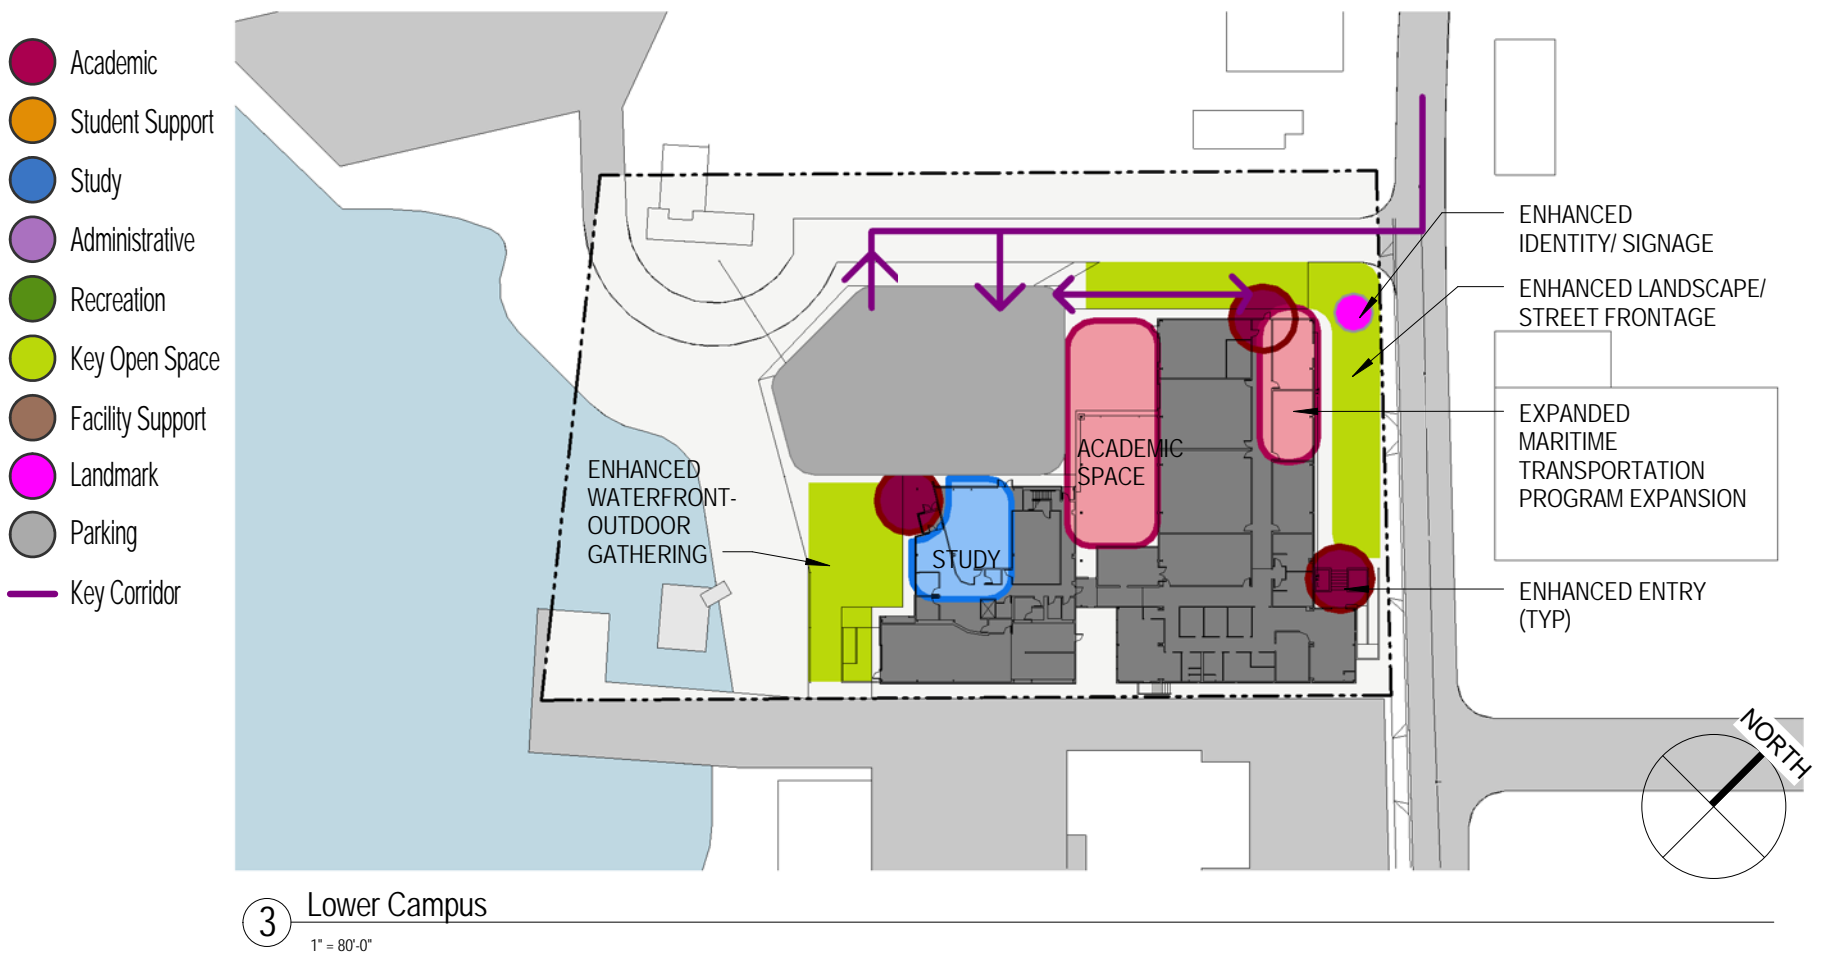 Academic
Student Support
Study
Administrative
Recreation
Key Open Space
Facility Support
Landmark
Parking
Key Corridor
ENHANCED
IDENTITY/ SIGNAGE
ENHANCED LANDSCAPE/
STREET FRONTAGE
EXPANDED
MARITIME
TRANSPORTATION
PROGRAM EXPANSION
ENHANCED ENTRY
(TYP)
ACADEMIC
SPACE
ENHANCED
WATERFRONT-
OUTDOOR
GATHERING
STUDY
NORTH
3
Lower Campus
1" = 80'-0"